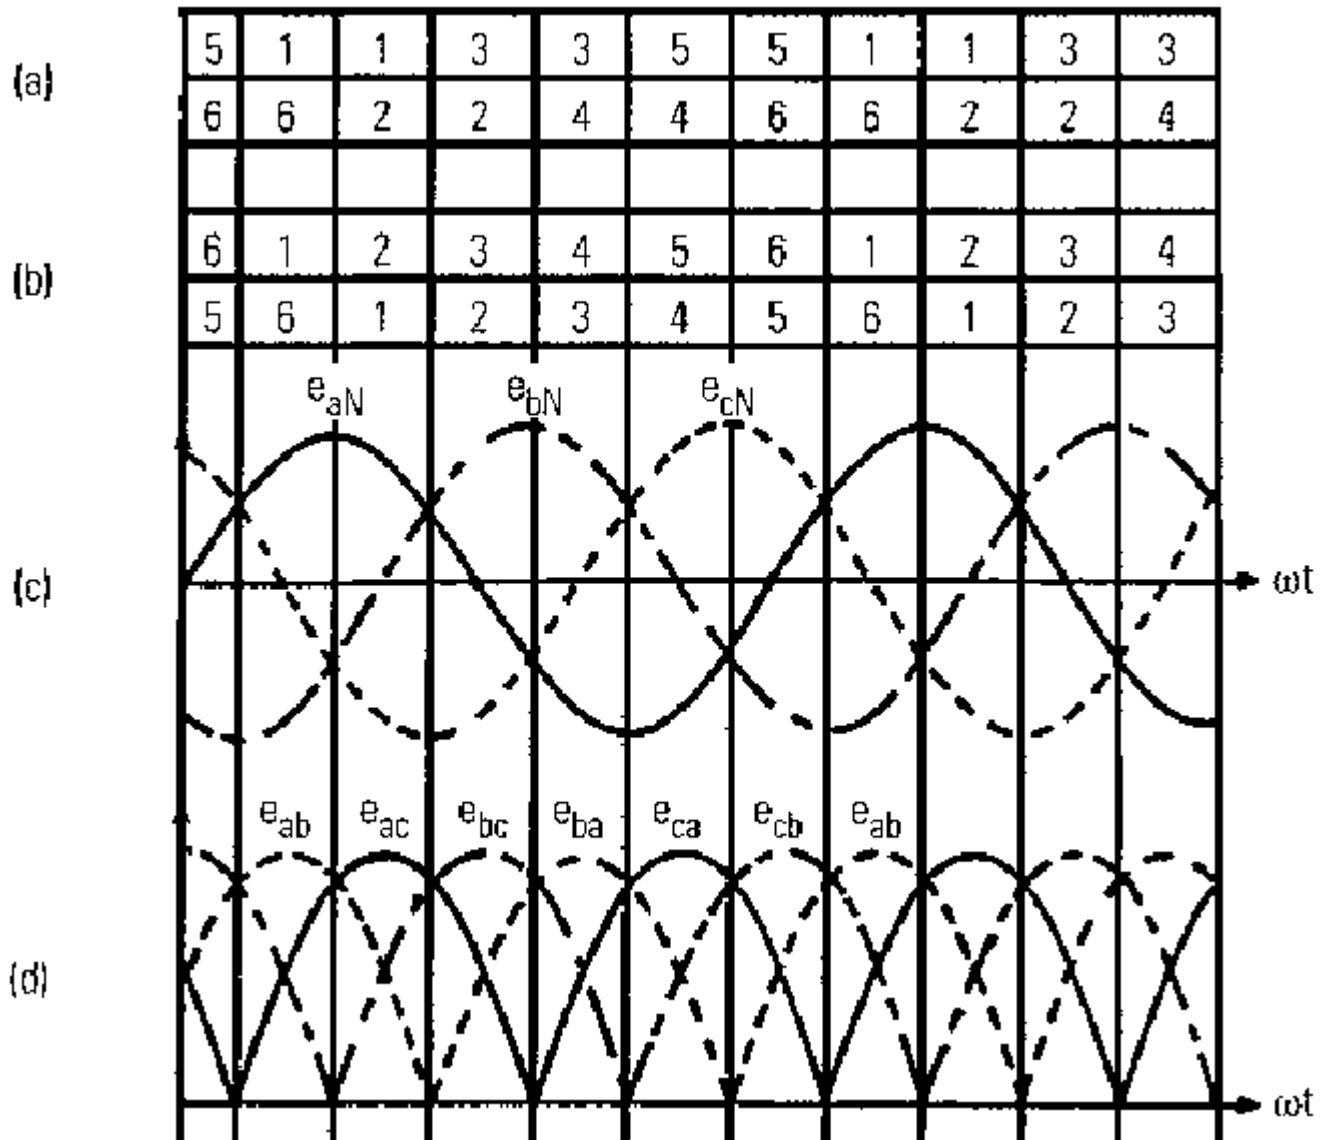 5 1 1 3 3 5 5 1 1 3 3
(a)
6 6 2 2 4 4 6 6 2 2 4
6 1 2 3 4 5 6 1 2 3 4
(b)
5 6 1 2 3 4 5 6 1 2 3
e_aN e_bN e_cN
(c) ωt
e_ab e_ac e_bc e_ba e_ca e_cb e_ab
(d)
ωt